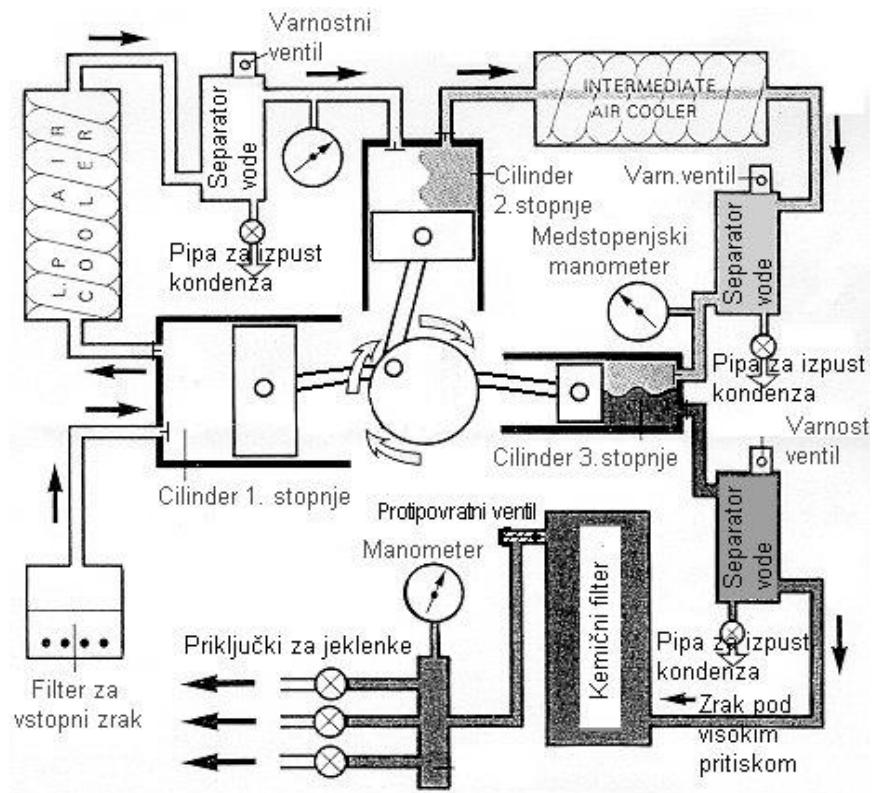 Varnostni
ventil
L.P. AIR
COOLER
Separator
vode
INTERMEDIATE
AIR COOLER
Cilinder
2.stopnje
Varn.ventil
Medstopenjski
manometer
Separator
vode
Pipa za izpust
kondenza
Pipa za izpust
kondenza
Cilinder 1. stopnje
Cilinder 3.stopnje
Varnost
ventil
Protipovratni ventil
Manometer
Kemični filter
Separator
vode
Priključki za jeklenke
Pipa za izpust
kondenza
Filter za
vstopni zrak
Zrak pod
visokim
pritiskom